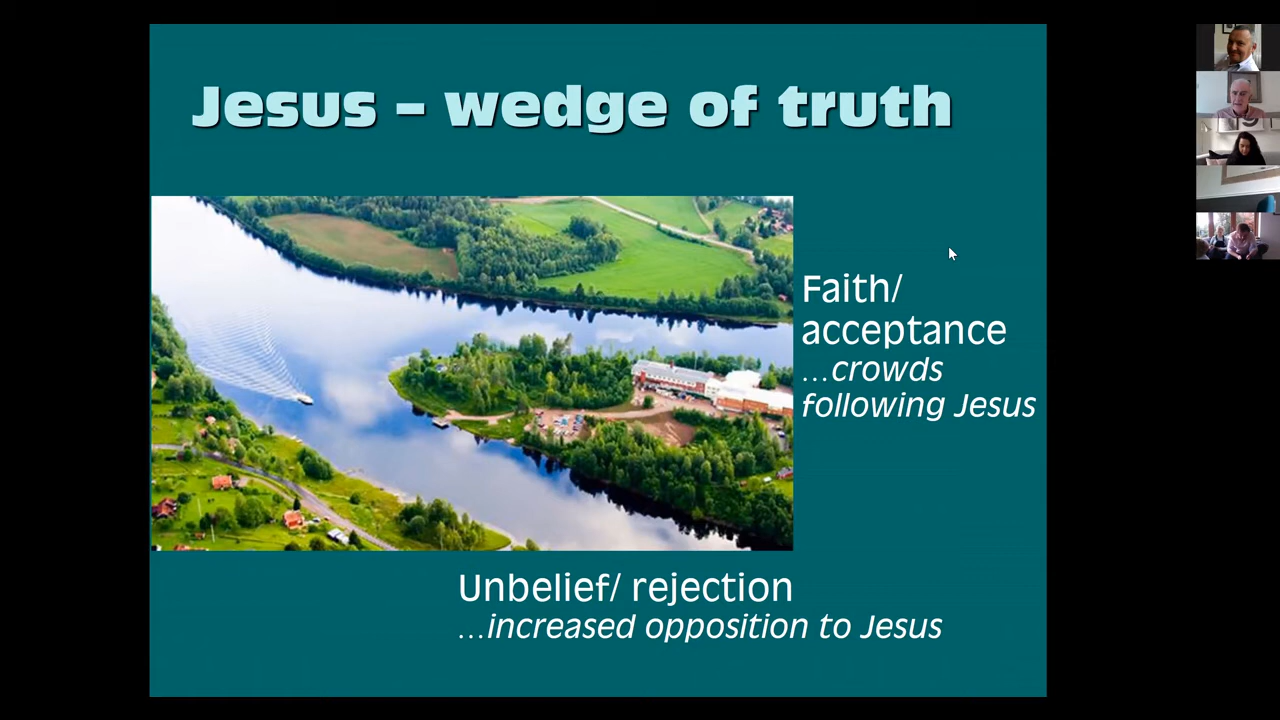 Jesus – wedge of truth
Faith/
acceptance
...crowds
following Jesus
Unbelief/ rejection
...increased opposition to Jesus